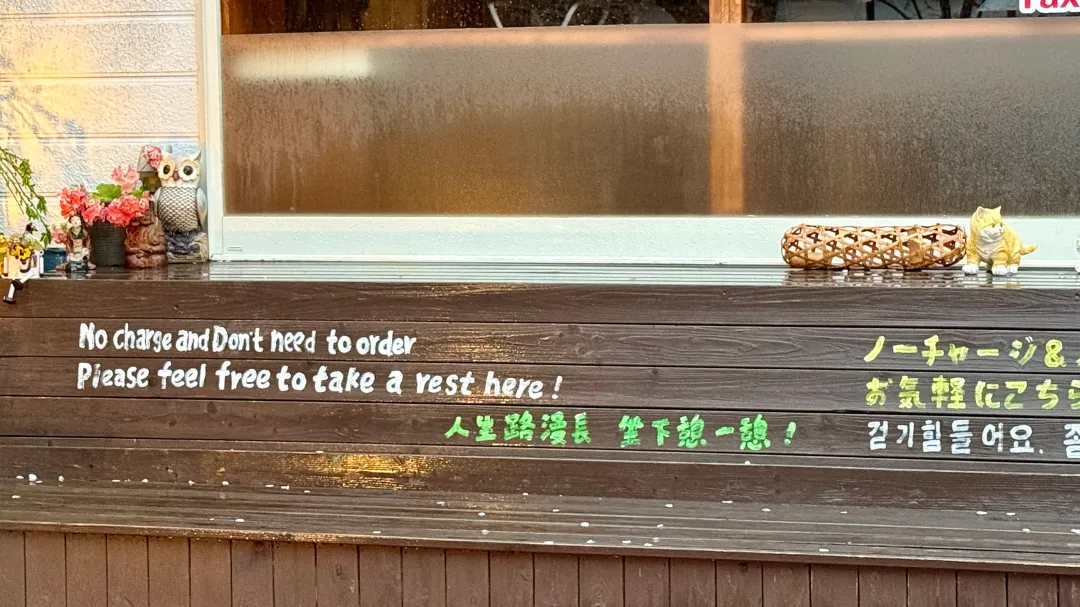 No charge and Don't need to order
Please feel free to take a rest here!
人生路漫長 坐下憩一憩!
ノーチャージ&
お気軽にこちら
걷기힘들어요.